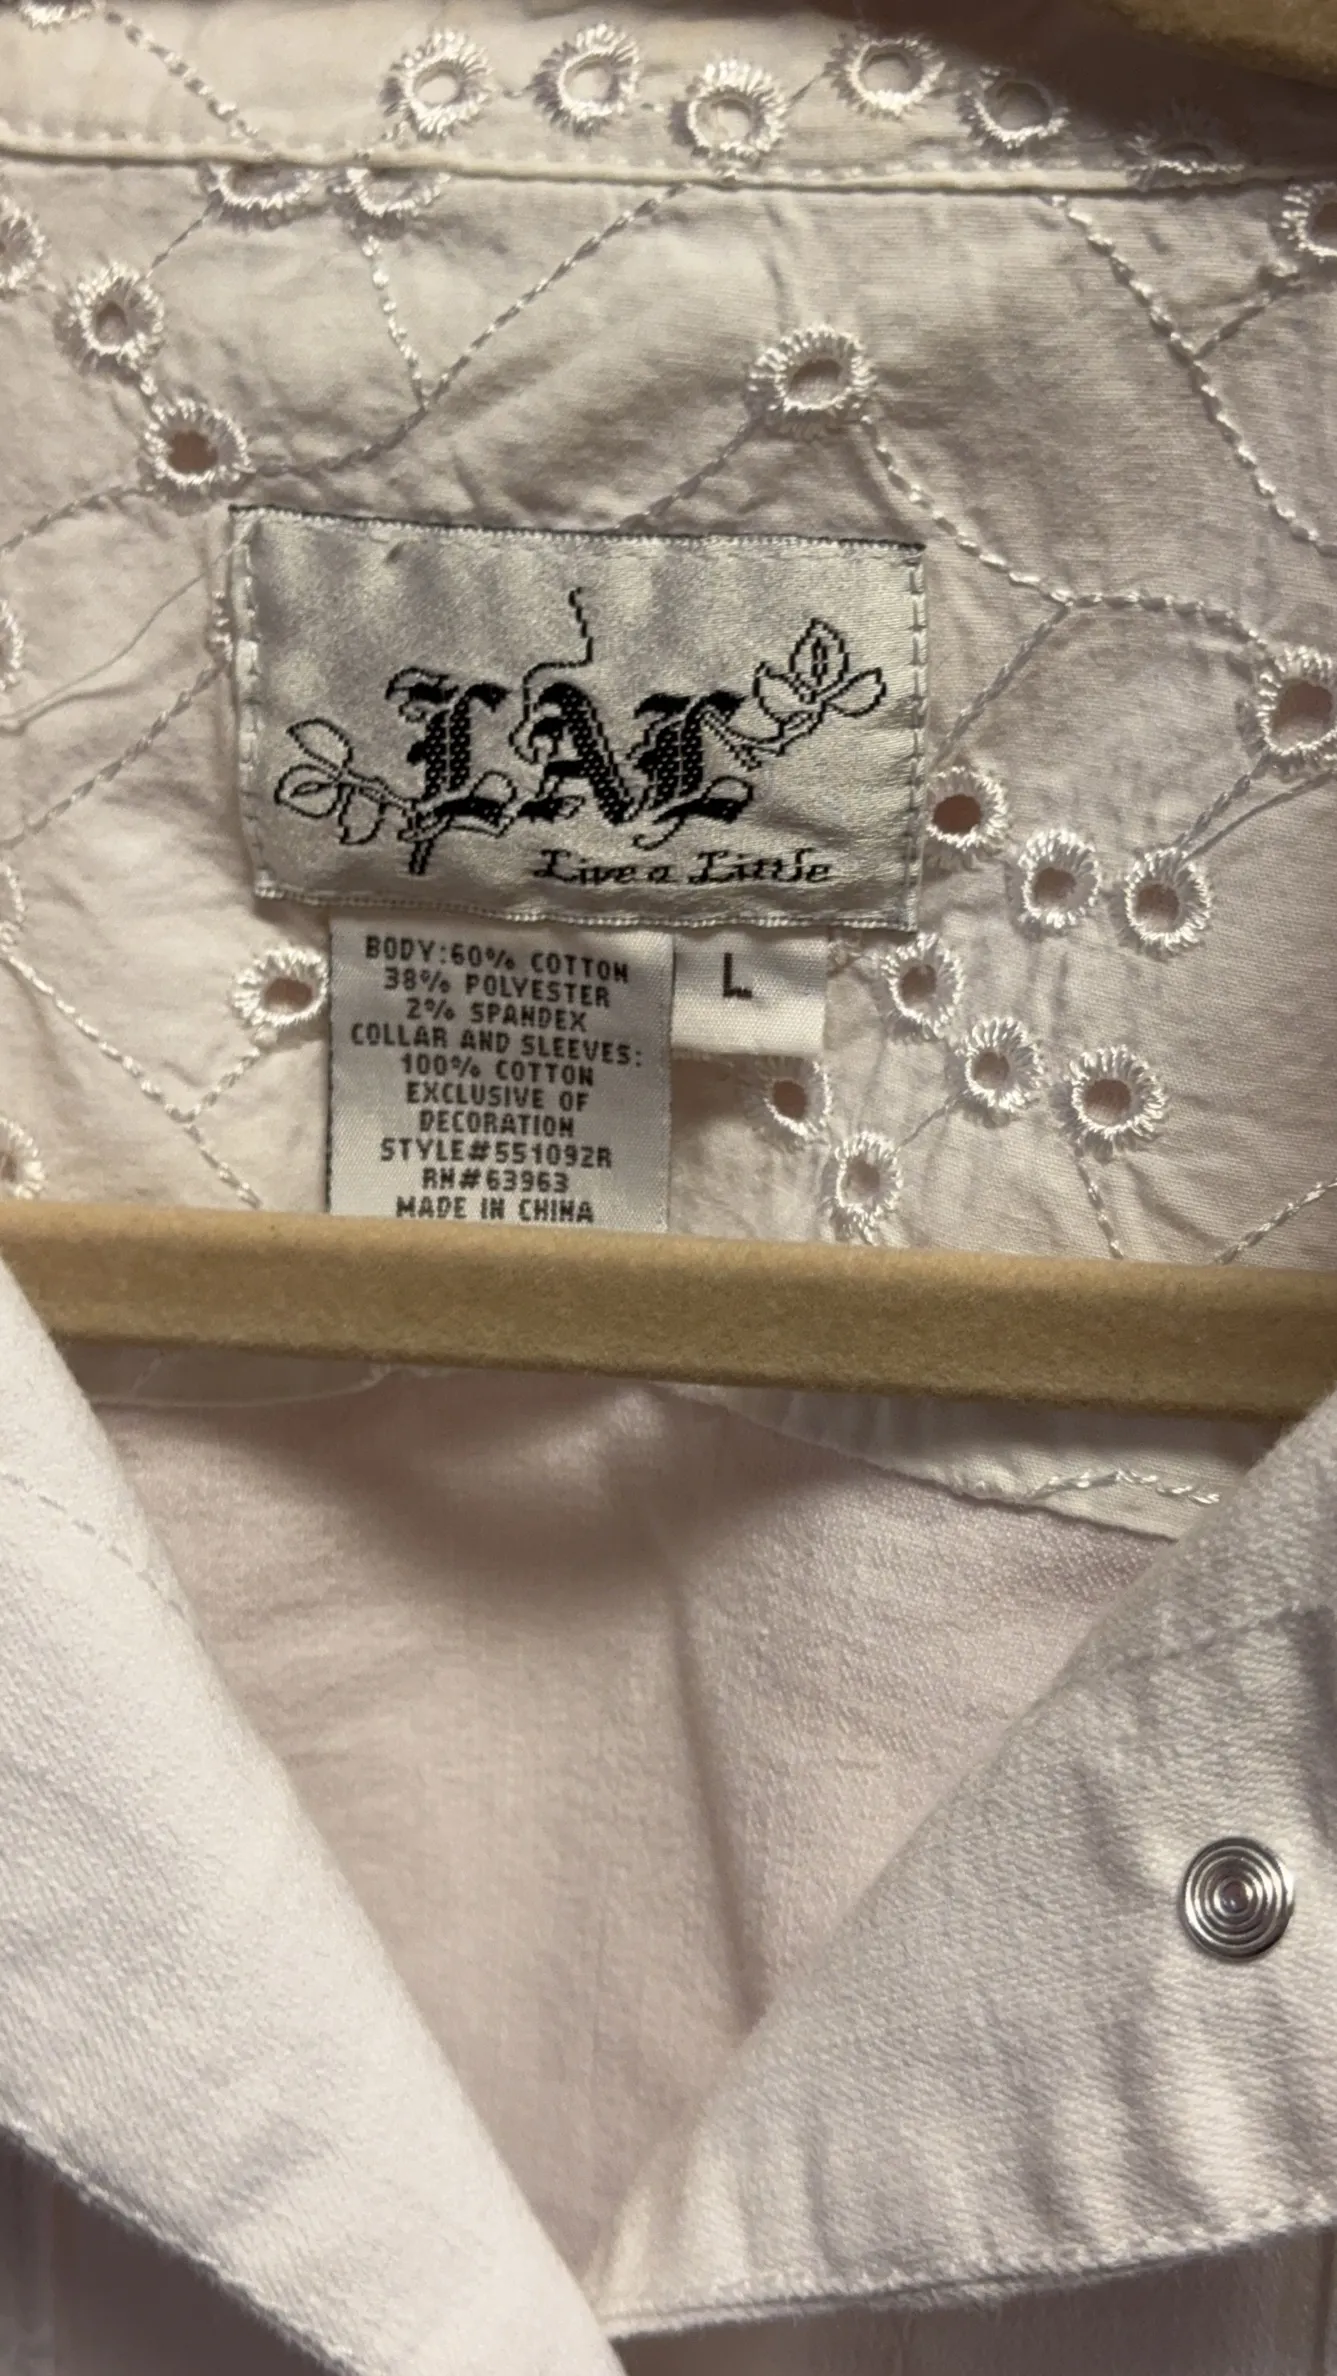 LAL
Live a Little
BODY:60% COTTON
38% POLYESTER
2% SPANDEX
COLLAR AND SLEEVES:
100% COTTON
EXCLUSIVE OF
DECORATION
STYLE#551092R
RN#63963
MADE IN CHINA
L